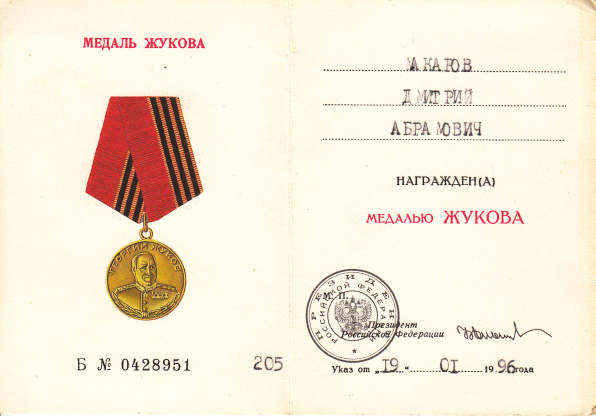 МЕДАЛЬ ЖУКОВА
ГЕОРГИЙ ЖУКОВ
Б № 0428951
205
МАКАРОВ
ДМИТРИЙ
АБРАМОВИЧ
НАГРАЖДЕН(А)
МЕДАЛЬЮ ЖУКОВА
ПРЕЗИДЕНТ
РОССИЙСКОЙ ФЕДЕРАЦИИ
М. П.
Президент
Российской Федерации
Указ от „19“ 01 1996 года